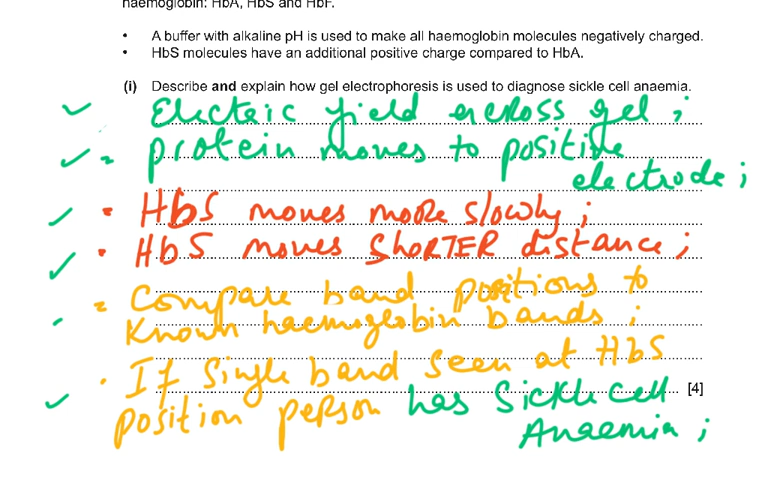 haemoglobin: HbA, HbS and HbF.
• A buffer with alkaline pH is used to make all haemoglobin molecules negatively charged.
• HbS molecules have an additional positive charge compared to HbA.
(i) Describe and explain how gel electrophoresis is used to diagnose sickle cell anaemia.
Electric field across gel ;
protein moves to positive
electrode ;
• HbS moves more slowly ;
• HbS moves SHORTER distance ;
Compare band positions to
known haemoglobin bands ;
• If single band seen at HbS
[4]
position person has Sickle cell
Anaemia ;